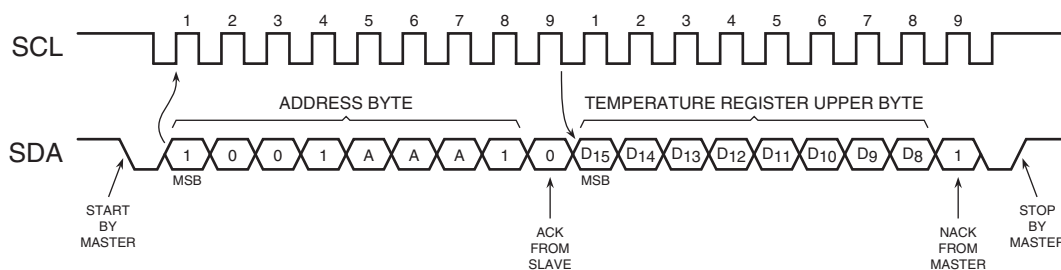 1 2 3 4 5 6 7 8 9 1 2 3 4 5 6 7 8 9
SCL
ADDRESS BYTE TEMPERATURE REGISTER UPPER BYTE
SDA 1 0 0 1 A A A 1 0 D15 D14 D13 D12 D11 D10 D9 D8 1
MSB MSB
START
BY
MASTER
ACK
FROM
SLAVE
NACK
FROM
MASTER
STOP
BY
MASTER